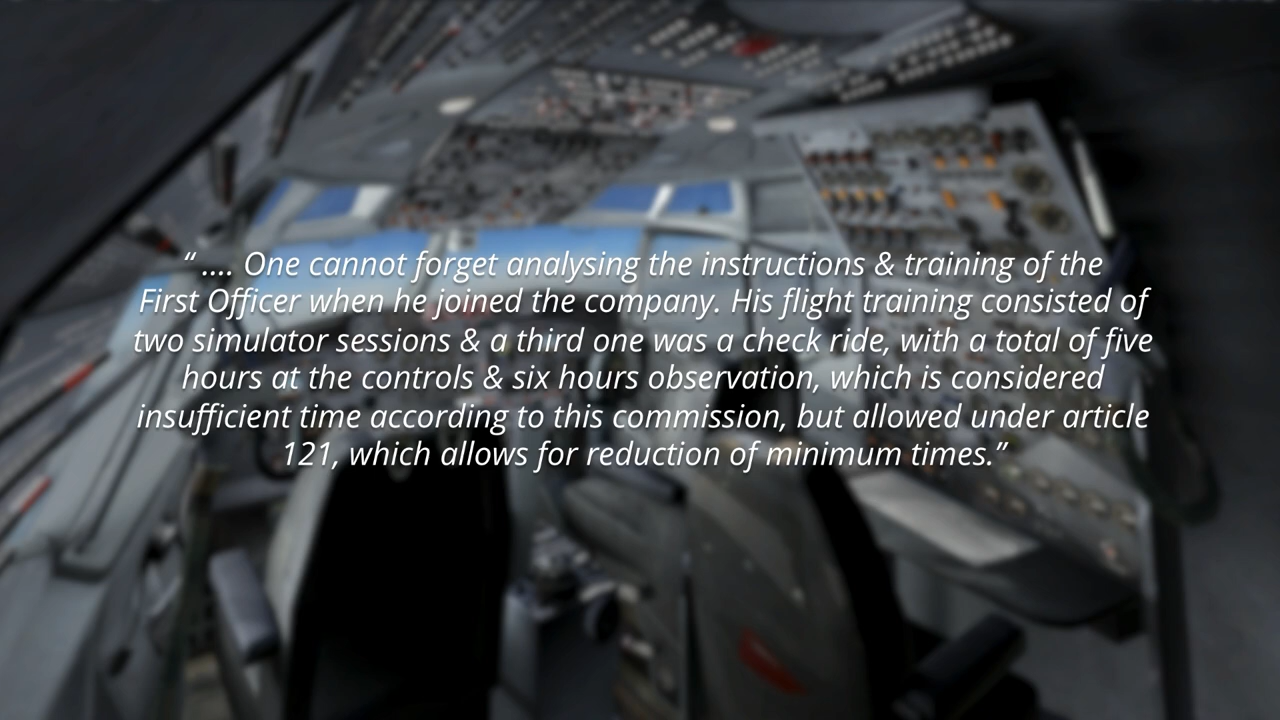 “ .... One cannot forget analysing the instructions & training of the
First Officer when he joined the company. His flight training consisted of
two simulator sessions & a third one was a check ride, with a total of five
hours at the controls & six hours observation, which is considered
insufficient time according to this commission, but allowed under article
121, which allows for reduction of minimum times.”